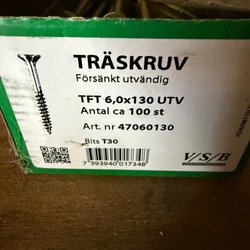 TRÄSKRUV
Försänkt utvändig
TFT 6,0x130 UTV
Antal ca 100 st
Art. nr 47060130
Bits T30
V/S/B
7 393940 017348